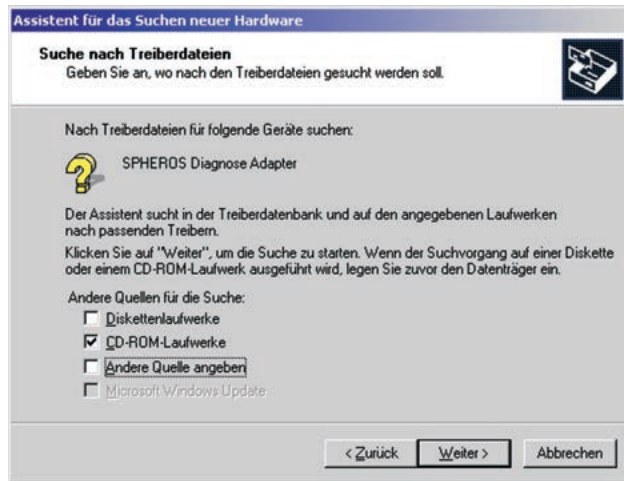 Assistent für das Suchen neuer Hardware
Suche nach Treiberdateien
Geben Sie an, wo nach den Treiberdateien gesucht werden soll.
Nach Treiberdateien für folgende Geräte suchen:
SPHEROS Diagnose Adapter
Der Assistent sucht in der Treiberdatenbank und auf den angegebenen Laufwerken
nach passenden Treibern.
Klicken Sie auf "Weiter", um die Suche zu starten. Wenn der Suchvorgang auf einer Diskette
oder einem CD-ROM-Laufwerk ausgeführt wird, legen Sie zuvor den Datenträger ein.
Andere Quellen für die Suche:
Diskettenlaufwerke
CD-ROM-Laufwerke
Andere Quelle angeben
Microsoft Windows Update
< Zurück Weiter > Abbrechen